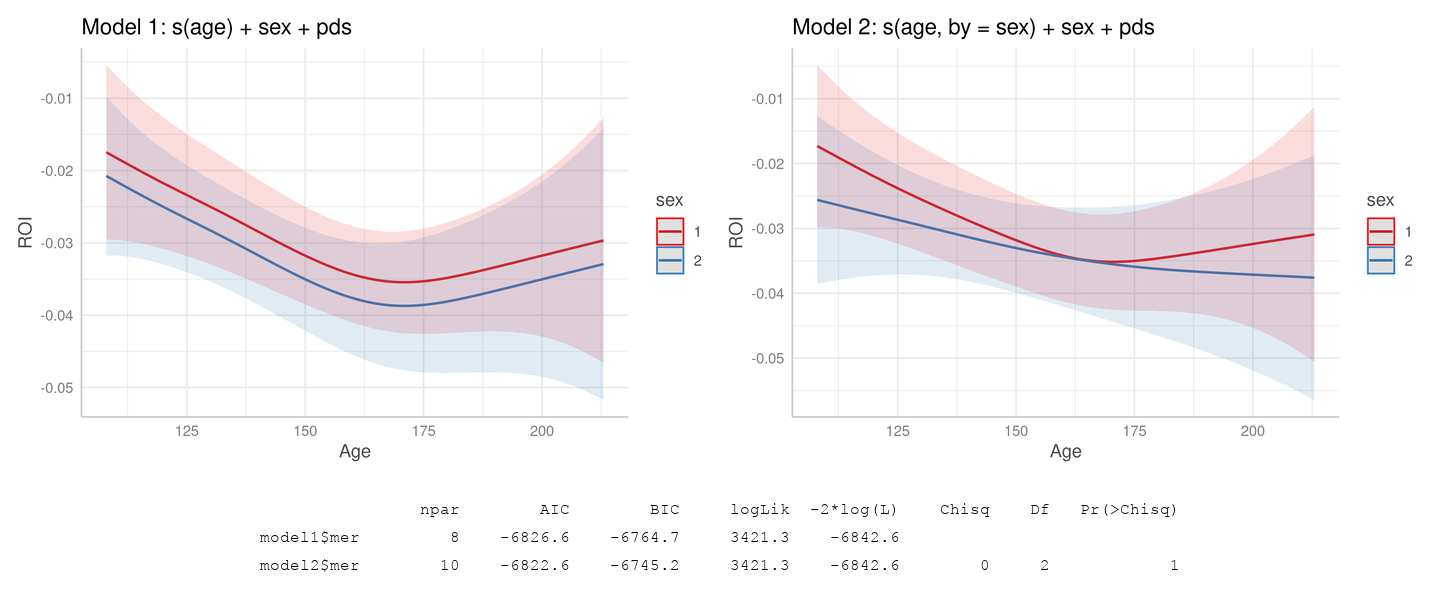 Model 1: s(age) + sex + pds
-0.01
-0.02
-0.03
-0.04
-0.05
ROI
125 150 175 200
Age
sex
1
2
Model 2: s(age, by = sex) + sex + pds
-0.01
-0.02
-0.03
-0.04
-0.05
ROI
125 150 175 200
Age
sex
1
2
npar AIC BIC logLik -2*log(L) Chisq Df Pr(>Chisq)
model1$mer 8 -6826.6 -6764.7 3421.3 -6842.6
model2$mer 10 -6822.6 -6745.2 3421.3 -6842.6 0 2 1